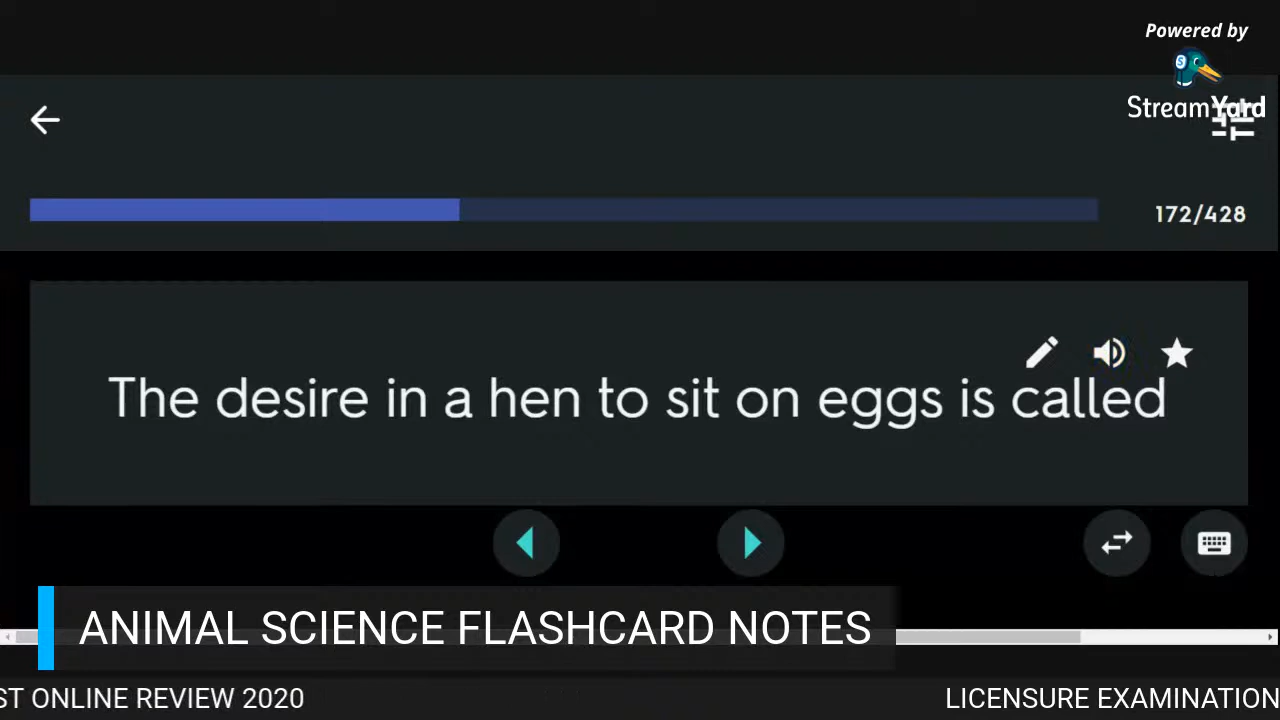 Powered by
StreamYard
172/428
The desire in a hen to sit on eggs is called
ANIMAL SCIENCE FLASHCARD NOTES
ST ONLINE REVIEW 2020
LICENSURE EXAMINATION